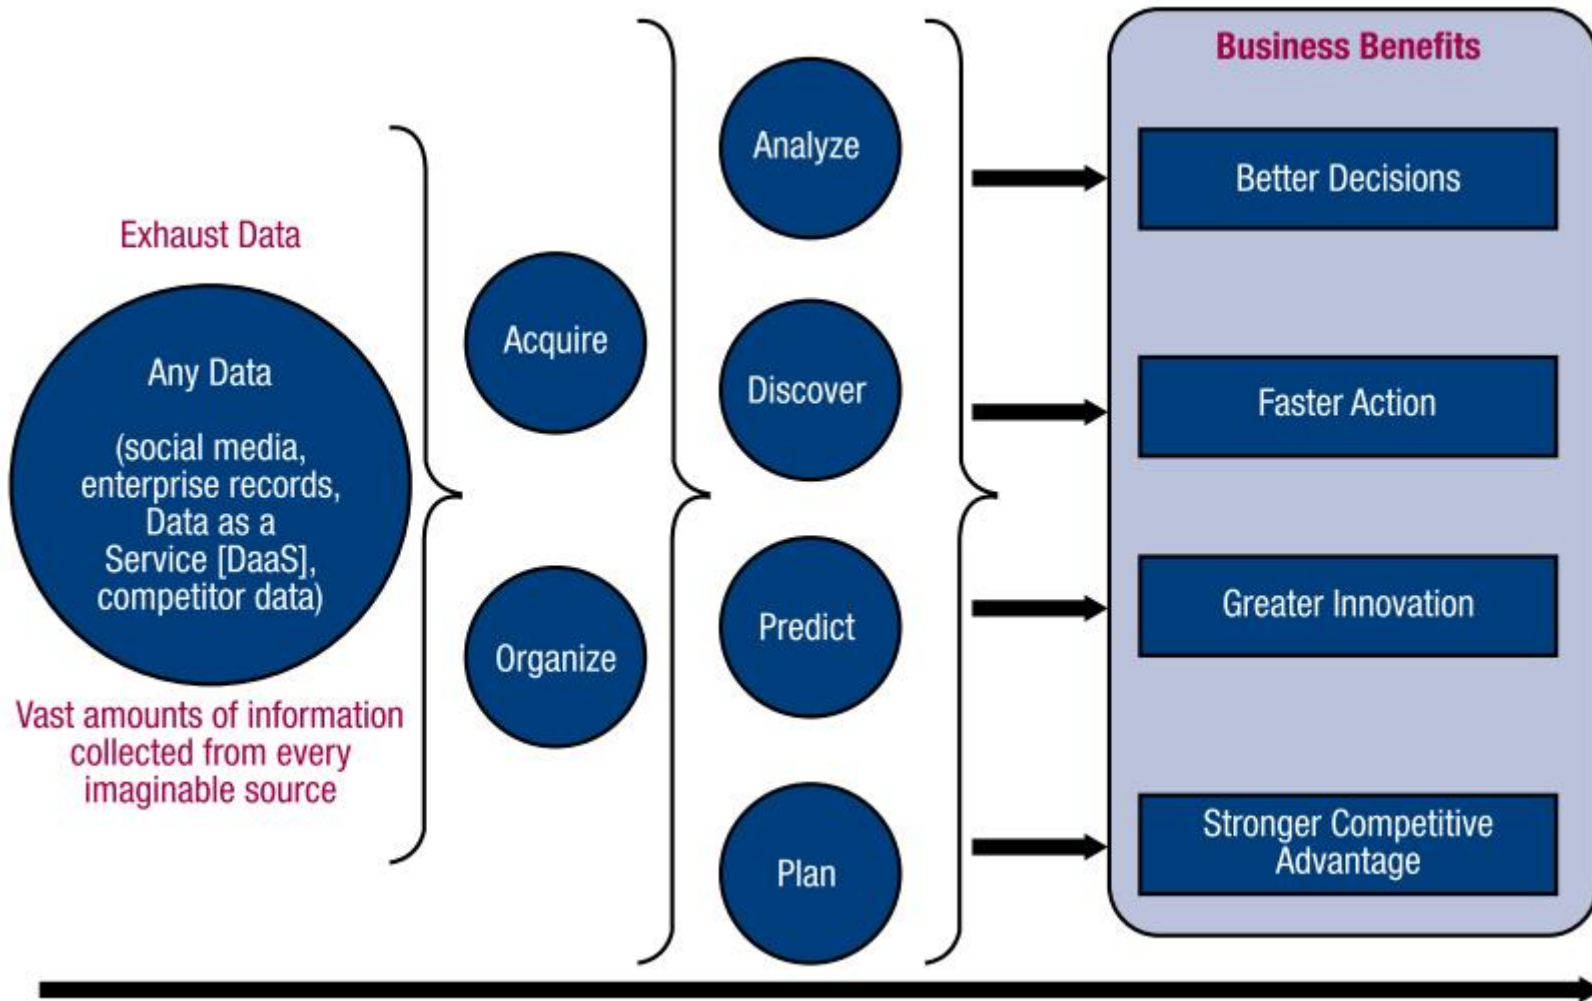 Exhaust Data
Any Data
(social media,
enterprise records,
Data as a
Service [DaaS],
competitor data)
Vast amounts of information
collected from every
imaginable source
Acquire
Organize
Analyze
Discover
Predict
Plan
Business Benefits
Better Decisions
Faster Action
Greater Innovation
Stronger Competitive
Advantage